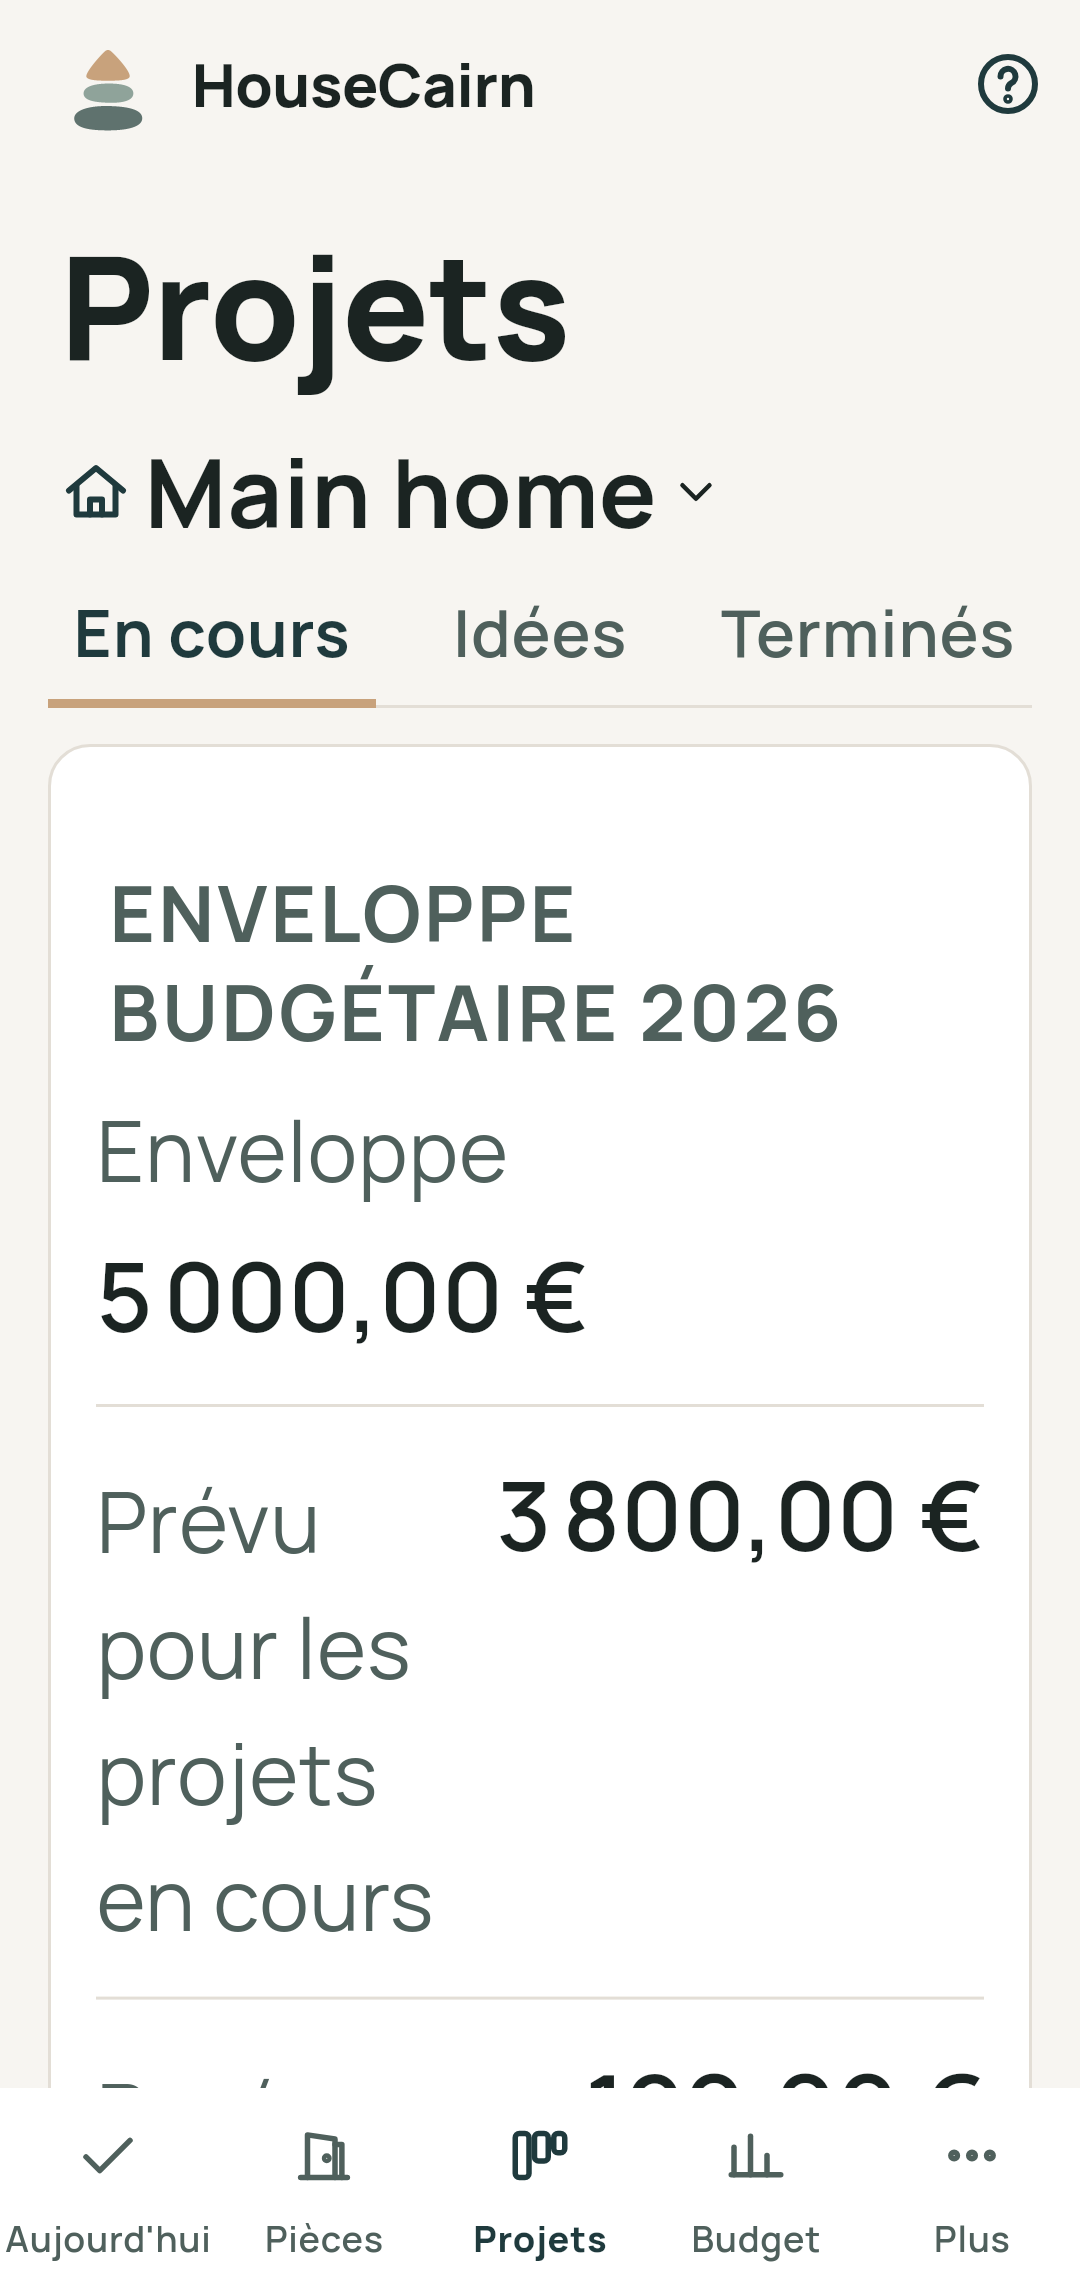 HouseCairn
Projets
Main home
En cours Idées Terminés
ENVELOPPE
BUDGÉTAIRE 2026
Enveloppe
5 000,00 €
Prévu 3 800,00 €
pour les
projets
en cours
Aujourd'hui Pièces Projets Budget Plus